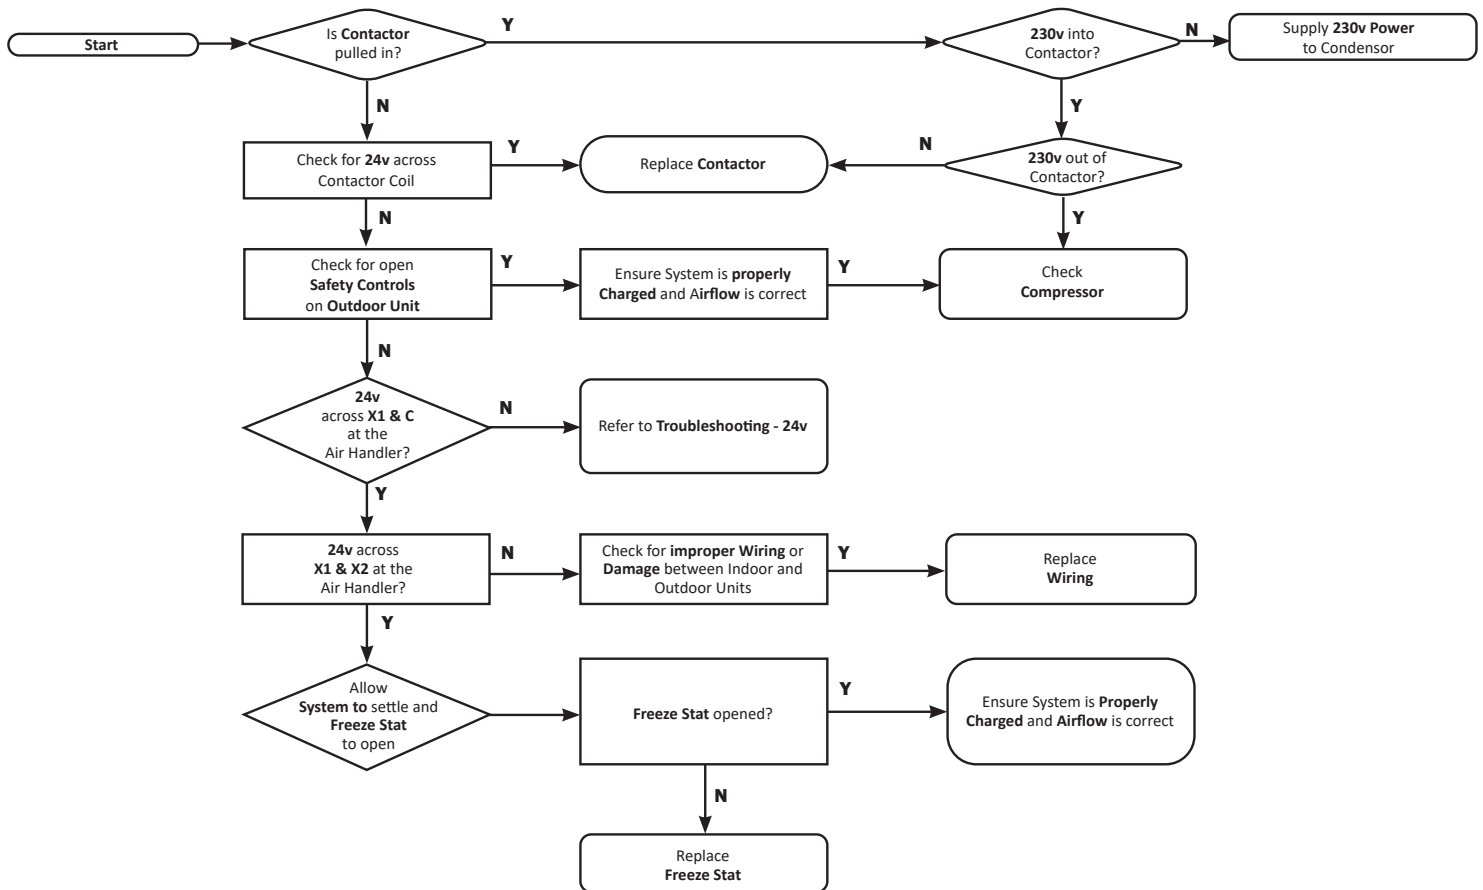 Start
Is Contactor
pulled in?
Y
230v into
Contactor?
N
Supply 230v Power
to Condensor
N
Y
Check for 24v across
Contactor Coil
Y
Replace Contactor
N
230v out of
Contactor?
N
Y
Check for open
Safety Controls
on Outdoor Unit
Y
Ensure System is properly
Charged and Airflow is correct
Y
Check
Compressor
N
24v
across X1 & C
at the
Air Handler?
N
Refer to Troubleshooting - 24v
Y
24v across
X1 & X2 at the
Air Handler?
N
Check for improper Wiring or
Damage between Indoor and
Outdoor Units
Y
Replace
Wiring
Y
Allow
System to settle and
Freeze Stat
to open
Freeze Stat opened?
Y
Ensure System is Properly
Charged and Airflow is correct
N
Replace
Freeze Stat